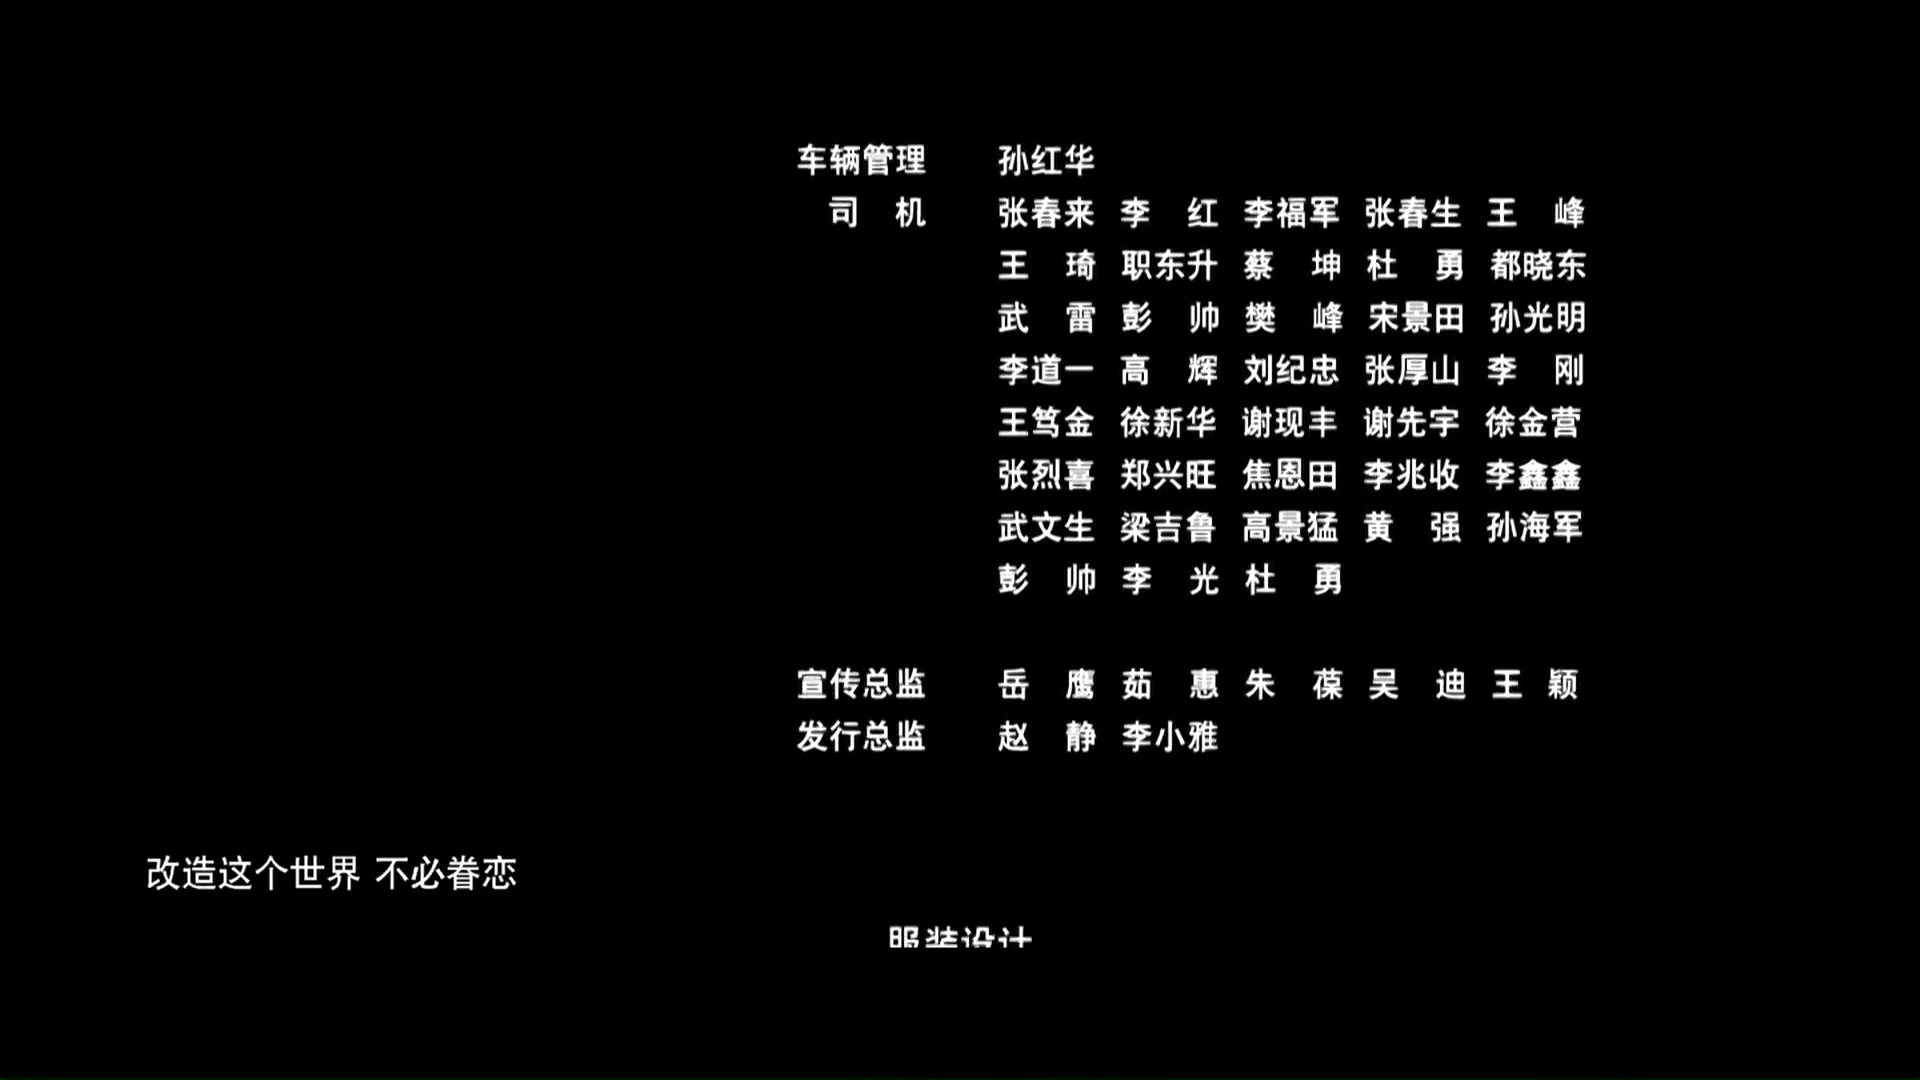 车辆管理 孙红华
司 机 张春来 李 红 李福军 张春生 王 峰
王 琦 职东升 蔡 坤 杜 勇 都晓东
武 雷 彭 帅 樊 峰 宋景田 孙光明
李道一 高 辉 刘纪忠 张厚山 李 刚
王笃金 徐新华 谢现丰 谢先宇 徐金营
张烈喜 郑兴旺 焦恩田 李兆收 李鑫鑫
武文生 梁吉鲁 高景猛 黄 强 孙海军
彭 帅 李 光 杜 勇
宣传总监 岳 鹰 茹 惠 朱 葆 吴 迪 王 颖
发行总监 赵 静 李小雅
改造这个世界 不必眷恋
服装设计